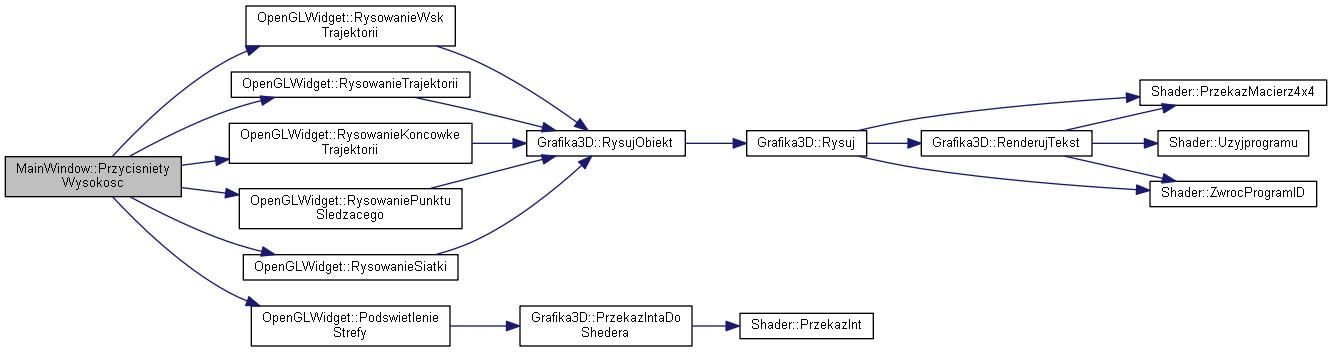 MainWindow::Przycisniety
Wysokosc
OpenGLWidget::RysowanieWsk
Trajektorii
OpenGLWidget::RysowanieTrajektorii
OpenGLWidget::RysowanieKoncowke
Trajektorii
OpenGLWidget::RysowaniePunktu
Sledzacego
OpenGLWidget::RysowanieSiatki
OpenGLWidget::Podswietlenie
Strefy
Grafika3D::RysujObiekt
Grafika3D::PrzekazIntaDo
Shedera
Grafika3D::Rysuj
Shader::PrzekazInt
Grafika3D::RenderujTekst
Shader::PrzekazMacierz4x4
Shader::Uzyjprogramu
Shader::ZwrocProgramID